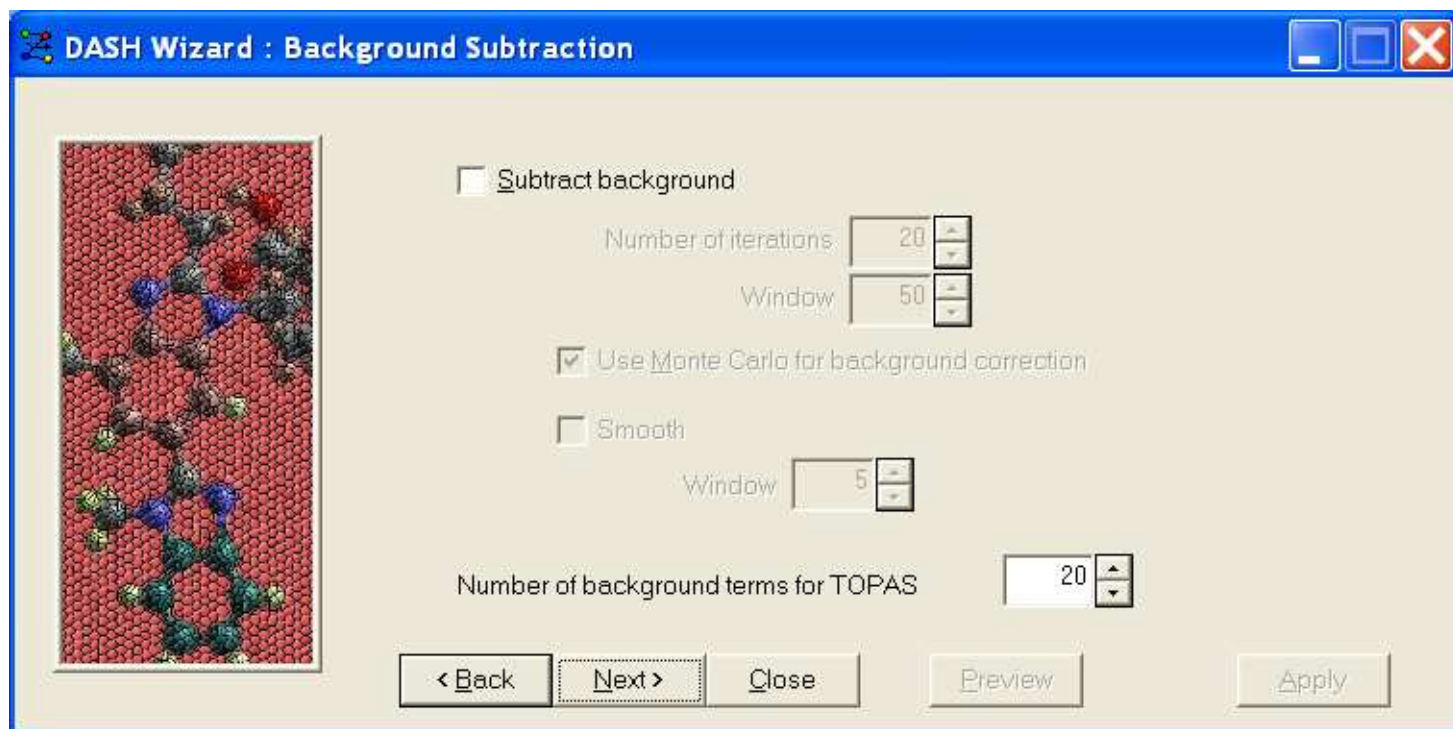 DASH Wizard : Background Subtraction
Subtract background
Number of iterations 20
Window 50
Use Monte Carlo for background correction
Smooth
Window 5
Number of background terms for TOPAS 20
< Back Next > Close Preview Apply